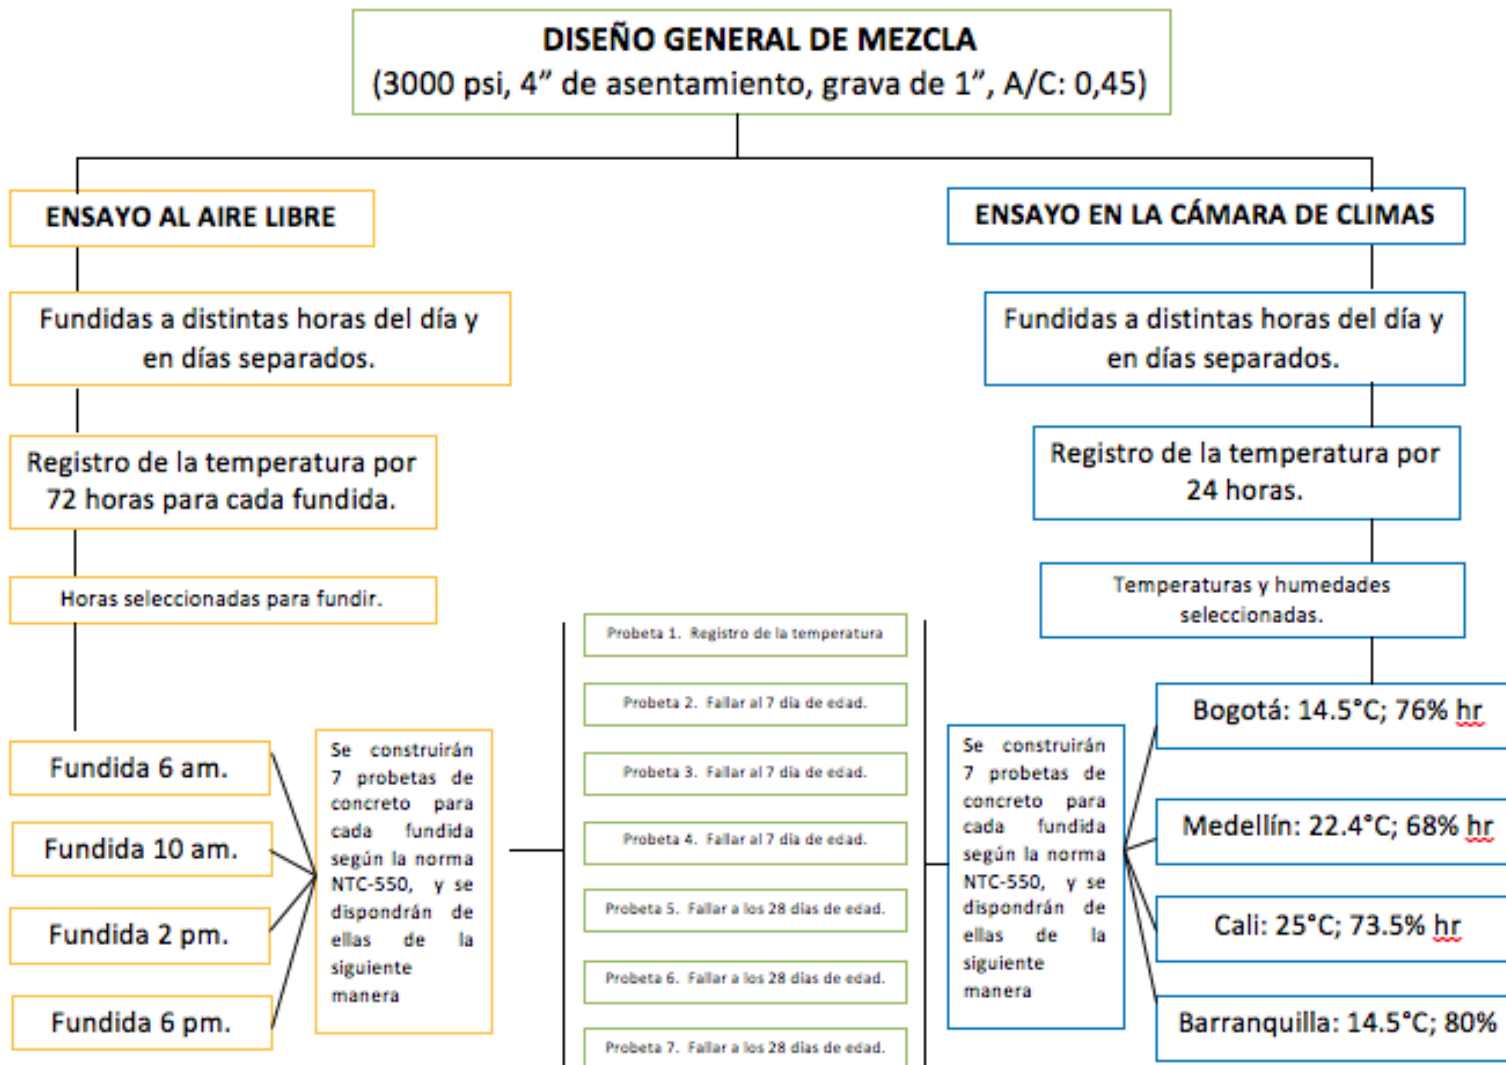 DISEÑO GENERAL DE MEZCLA
(3000 psi, 4” de asentamiento, grava de 1”, A/C: 0,45)
ENSAYO AL AIRE LIBRE
Fundidas a distintas horas del día y
en días separados.
Registro de la temperatura por
72 horas para cada fundida.
Horas seleccionadas para fundir.
Fundida 6 am.
Fundida 10 am.
Fundida 2 pm.
Fundida 6 pm.
Se construirán
7 probetas de
concreto para
cada fundida
según la norma
NTC-550, y se
dispondrán de
ellas de la
siguiente
manera
Probeta 1. Registro de la temperatura
Probeta 2. Fallar al 7 día de edad.
Probeta 3. Fallar al 7 día de edad.
Probeta 4. Fallar al 7 día de edad.
Probeta 5. Fallar a los 28 días de edad.
Probeta 6. Fallar a los 28 días de edad.
Probeta 7. Fallar a los 28 días de edad.
ENSAYO EN LA CÁMARA DE CLIMAS
Fundidas a distintas horas del día y
en días separados.
Registro de la temperatura por
24 horas.
Temperaturas y humedades
seleccionadas.
Se construirán
7 probetas de
concreto para
cada fundida
según la norma
NTC-550, y se
dispondrán de
ellas de la
siguiente
manera
Bogotá: 14.5°C; 76% hr
Medellín: 22.4°C; 68% hr
Cali: 25°C; 73.5% hr
Barranquilla: 14.5°C; 80%